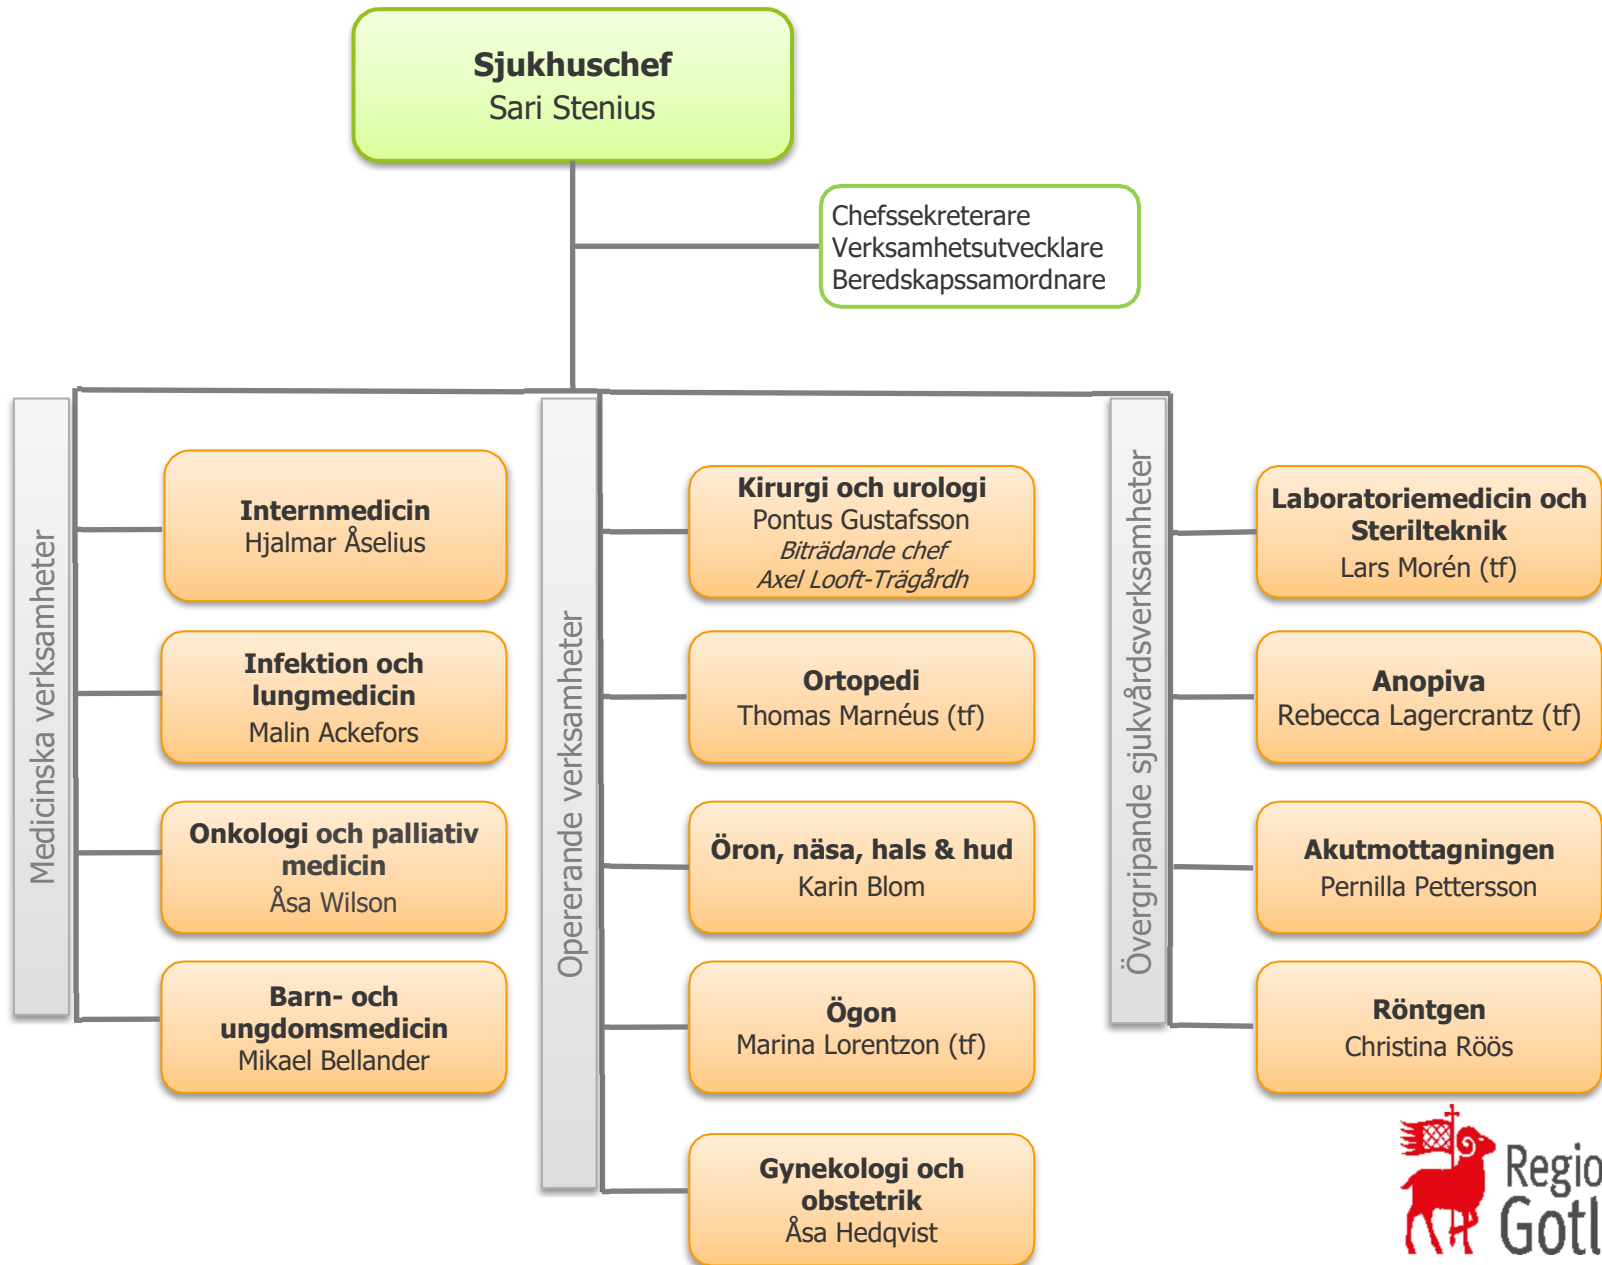 Sjukhuschef
Sari Stenius
Chefssekreterare
Verksamhetsutvecklare
Beredskapssamordnare
Medicinska verksamheter
Internmedicin
Hjalmar Åselius
Infektion och
lungmedicin
Malin Ackefors
Onkologi och palliativ
medicin
Åsa Wilson
Barn- och
ungdomsmedicin
Mikael Bellander
Opererande verksamheter
Kirurgi och urologi
Pontus Gustafsson
Biträdande chef
Axel Looft-Trägårdh
Ortopedi
Thomas Marnéus (tf)
Öron, näsa, hals & hud
Karin Blom
Ögon
Marina Lorentzon (tf)
Gynekologi och
obstetrik
Åsa Hedqvist
Övergripande sjukvårdsverksamheter
Laboratoriemedicin och
Sterilteknik
Lars Morén (tf)
Anopiva
Rebecca Lagercrantz (tf)
Akutmottagningen
Pernilla Pettersson
Röntgen
Christina Röös
Regio
Gotl